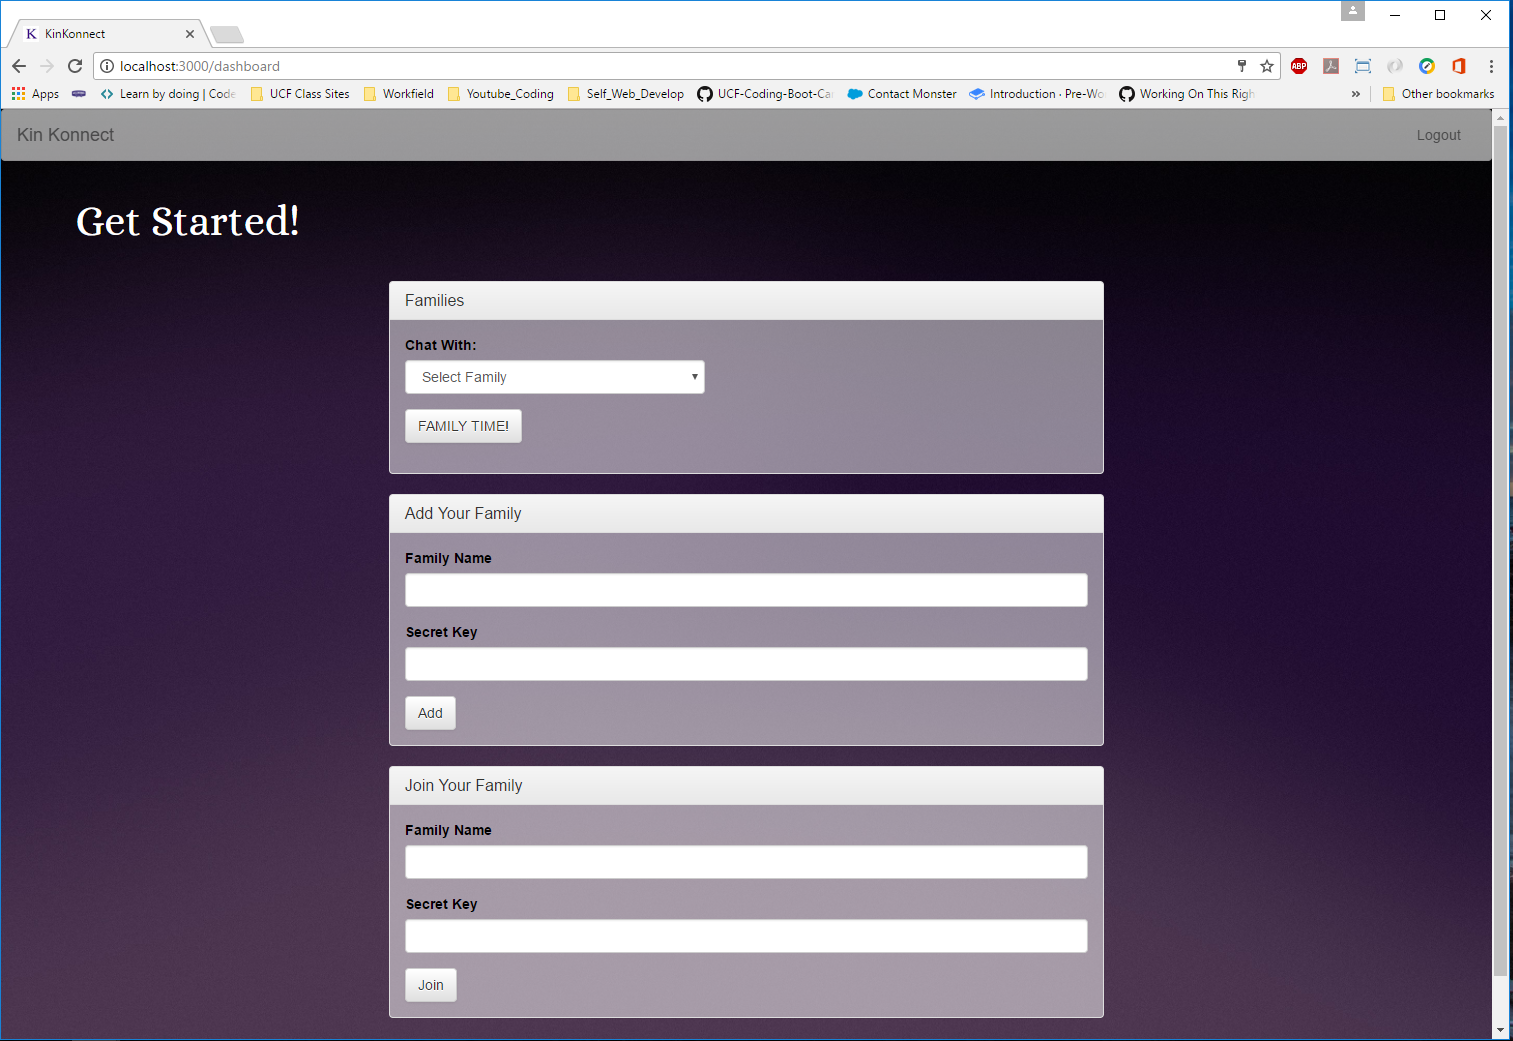 K KinKonnect
localhost:3000/dashboard
ABP
Apps Learn by doing | Code UCF Class Sites Workfield Youtube_Coding Self_Web_Develop UCF-Coding-Boot-Ca Contact Monster Introduction · Pre-Wo Working On This Righ » Other bookmarks
Kin Konnect Logout
Get Started!
Families
Chat With:
Select Family
FAMILY TIME!
Add Your Family
Family Name
Secret Key
Add
Join Your Family
Family Name
Secret Key
Join